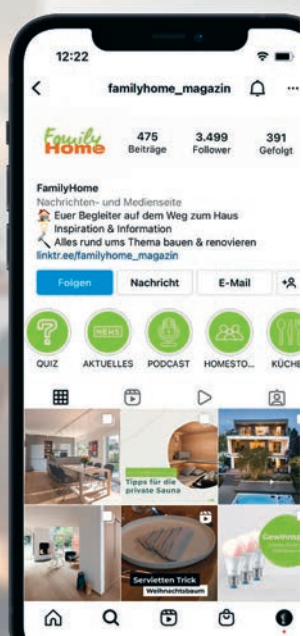 12:22
familyhome_magazin
Family
Home
475
Beiträge
3.499
Follower
391
Gefolgt
FamilyHome
Nachrichten- und Medienseite
Euer Begleiter auf dem Weg zum Haus
Inspiration & Information
Alles rund ums Thema bauen & renovieren
linktr.ee/familyhome_magazin
Folgen
Nachricht
E-Mail
?
NEWS
QUIZ
AKTUELLES
PODCAST
HOMESTO...
KÜCHE
Tipps für die
private Sauna
Servietten Trick
Weihnachtsbaum